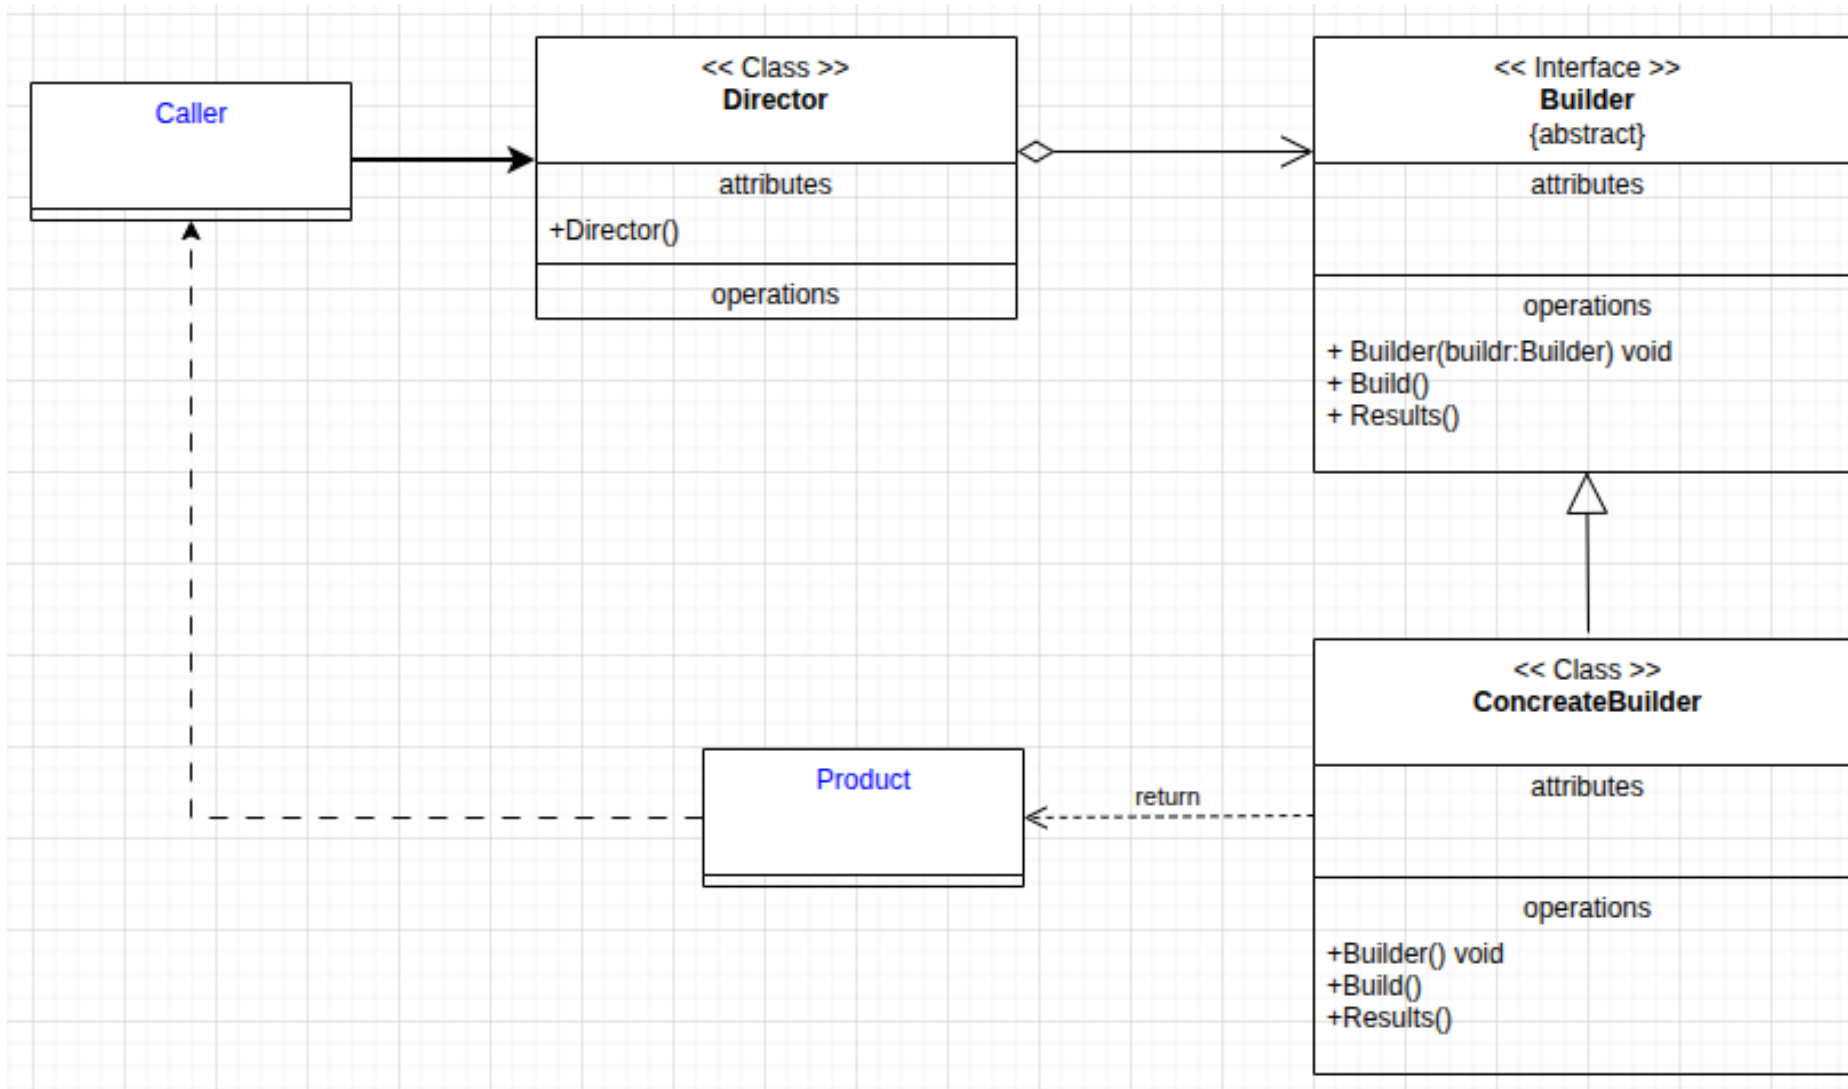 Caller
<< Class >>
Director
attributes
+Director()
operations
<< Interface >>
Builder
{abstract}
attributes
operations
+ Builder(buildr:Builder) void
+ Build()
+ Results()
<< Class >>
ConcreateBuilder
attributes
operations
+Builder() void
+Build()
+Results()
return
Product